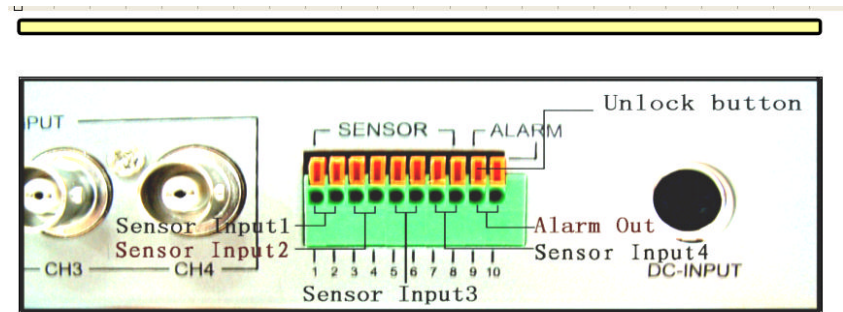 Unlock button
PUT
SENSOR
ALARM
Sensor Input1
Alarm Out
Sensor Input2
Sensor Input4
CH3
CH4
1 2 3 4 5 6 7 8 9 10
DC-INPUT
Sensor Input3